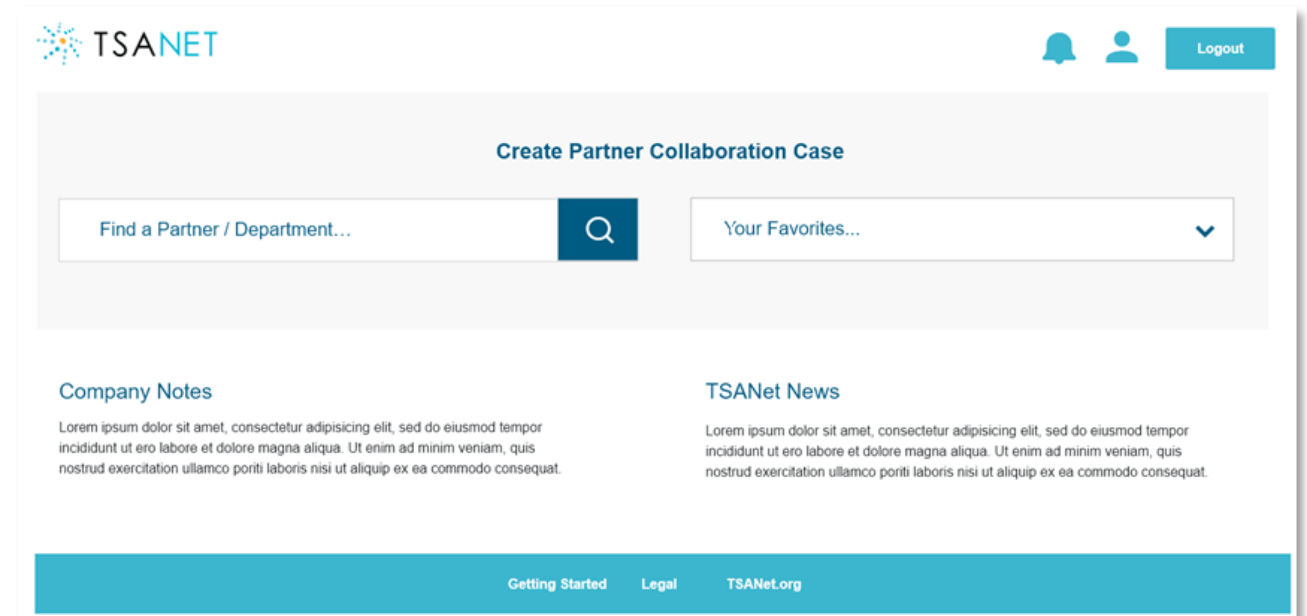 TSANET
Logout
Create Partner Collaboration Case
Find a Partner / Department...
Your Favorites...
Company Notes
Lorem ipsum dolor sit amet, consectetur adipisicing elit, sed do eiusmod tempor
incididunt ut ero labore et dolore magna aliqua. Ut enim ad minim veniam, quis
nostrud exercitation ullamco poriti laboris nisi ut aliquip ex ea commodo consequat.
TSANet News
Lorem ipsum dolor sit amet, consectetur adipisicing elit, sed do eiusmod tempor
incididunt ut ero labore et dolore magna aliqua. Ut enim ad minim veniam, quis
nostrud exercitation ullamco poriti laboris nisi ut aliquip ex ea commodo consequat.
Getting Started Legal TSANet.org